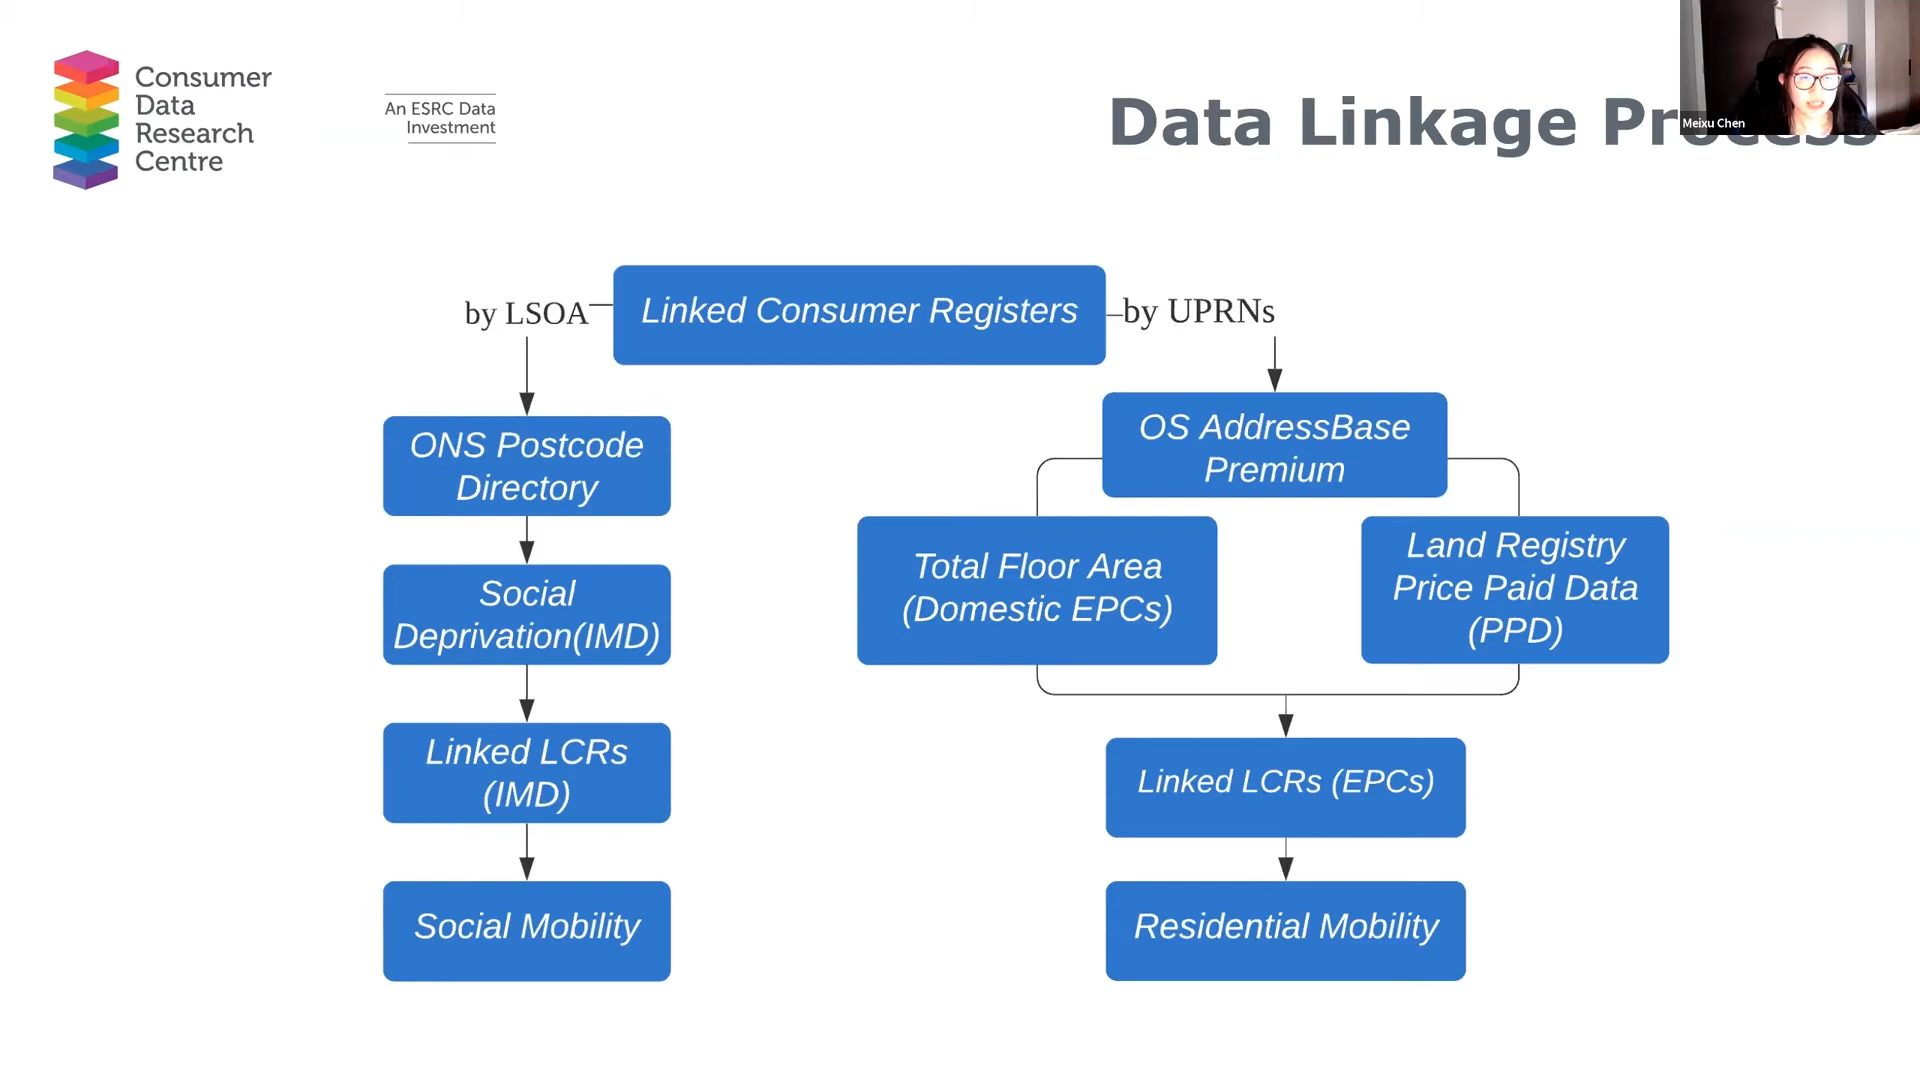 Consumer
Data
Research
Centre
An ESRC Data
Investment
Data Linkage Process
Meixu Chen
by LSOA
Linked Consumer Registers
by UPRNs
ONS Postcode
Directory
OS AddressBase
Premium
Social
Deprivation(IMD)
Total Floor Area
(Domestic EPCs)
Land Registry
Price Paid Data
(PPD)
Linked LCRs
(IMD)
Linked LCRs (EPCs)
Social Mobility
Residential Mobility